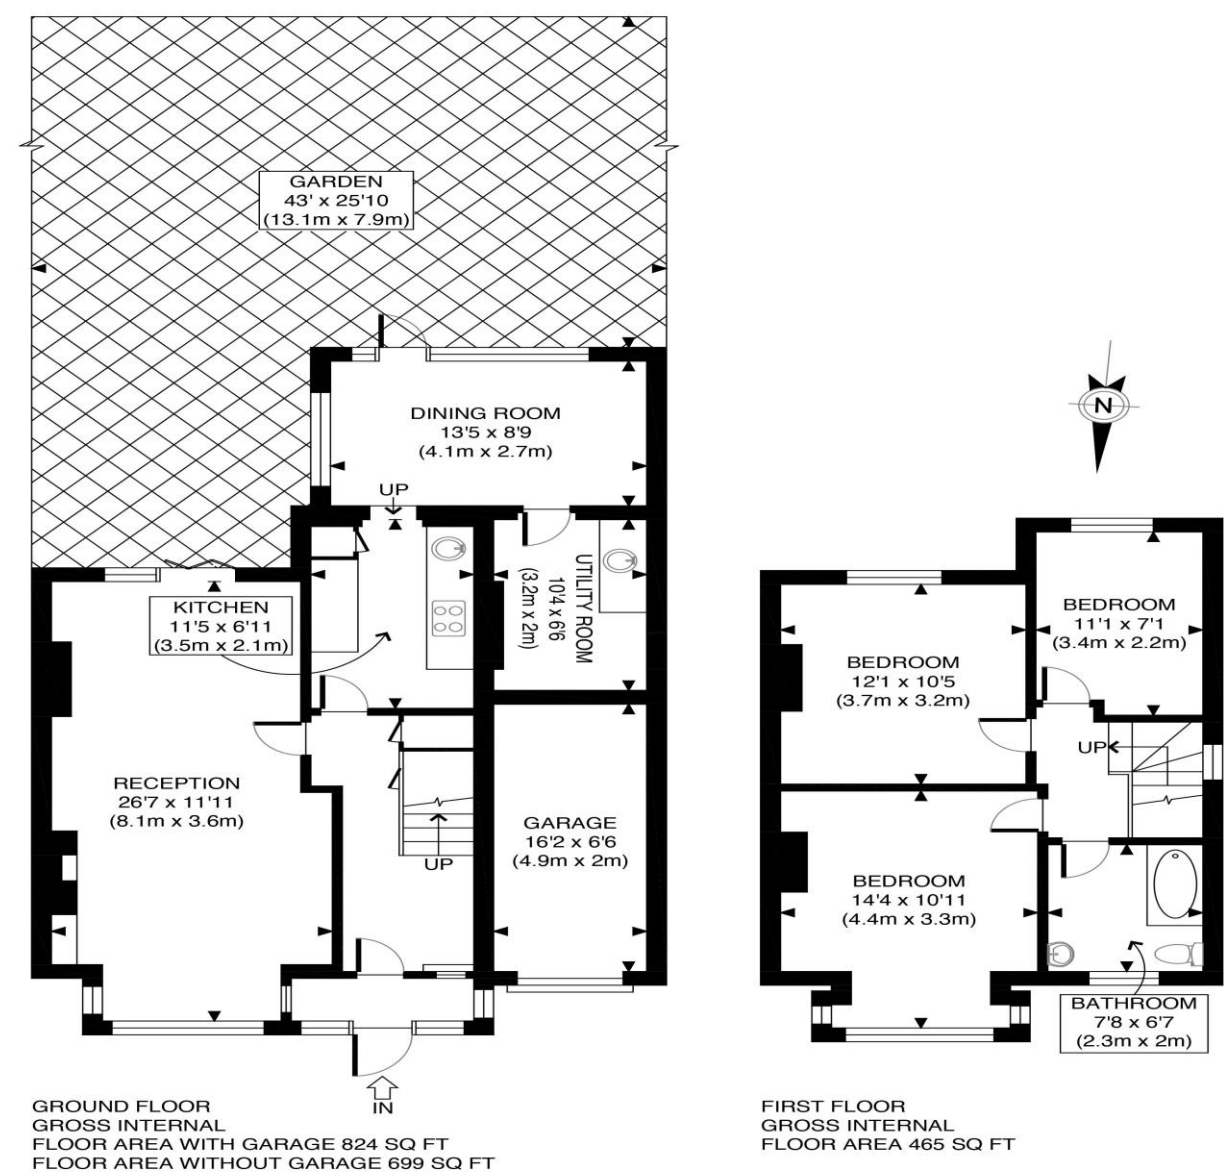 GARDEN
43' x 25'10
(13.1m x 7.9m)
DINING ROOM
13'5 x 8'9
(4.1m x 2.7m)
UP
KITCHEN
11'5 x 6'11
(3.5m x 2.1m)
UTILITY ROOM
10'4 x 6'6
(3.2m x 2m)
RECEPTION
26'7 x 11'11
(8.1m x 3.6m)
UP
GARAGE
16'2 x 6'6
(4.9m x 2m)
IN
GROUND FLOOR
GROSS INTERNAL
FLOOR AREA WITH GARAGE 824 SQ FT
FLOOR AREA WITHOUT GARAGE 699 SQ FT
N
BEDROOM
11'1 x 7'1
(3.4m x 2.2m)
BEDROOM
12'1 x 10'5
(3.7m x 3.2m)
UP
BEDROOM
14'4 x 10'11
(4.4m x 3.3m)
BATHROOM
7'8 x 6'7
(2.3m x 2m)
FIRST FLOOR
GROSS INTERNAL
FLOOR AREA 465 SQ FT